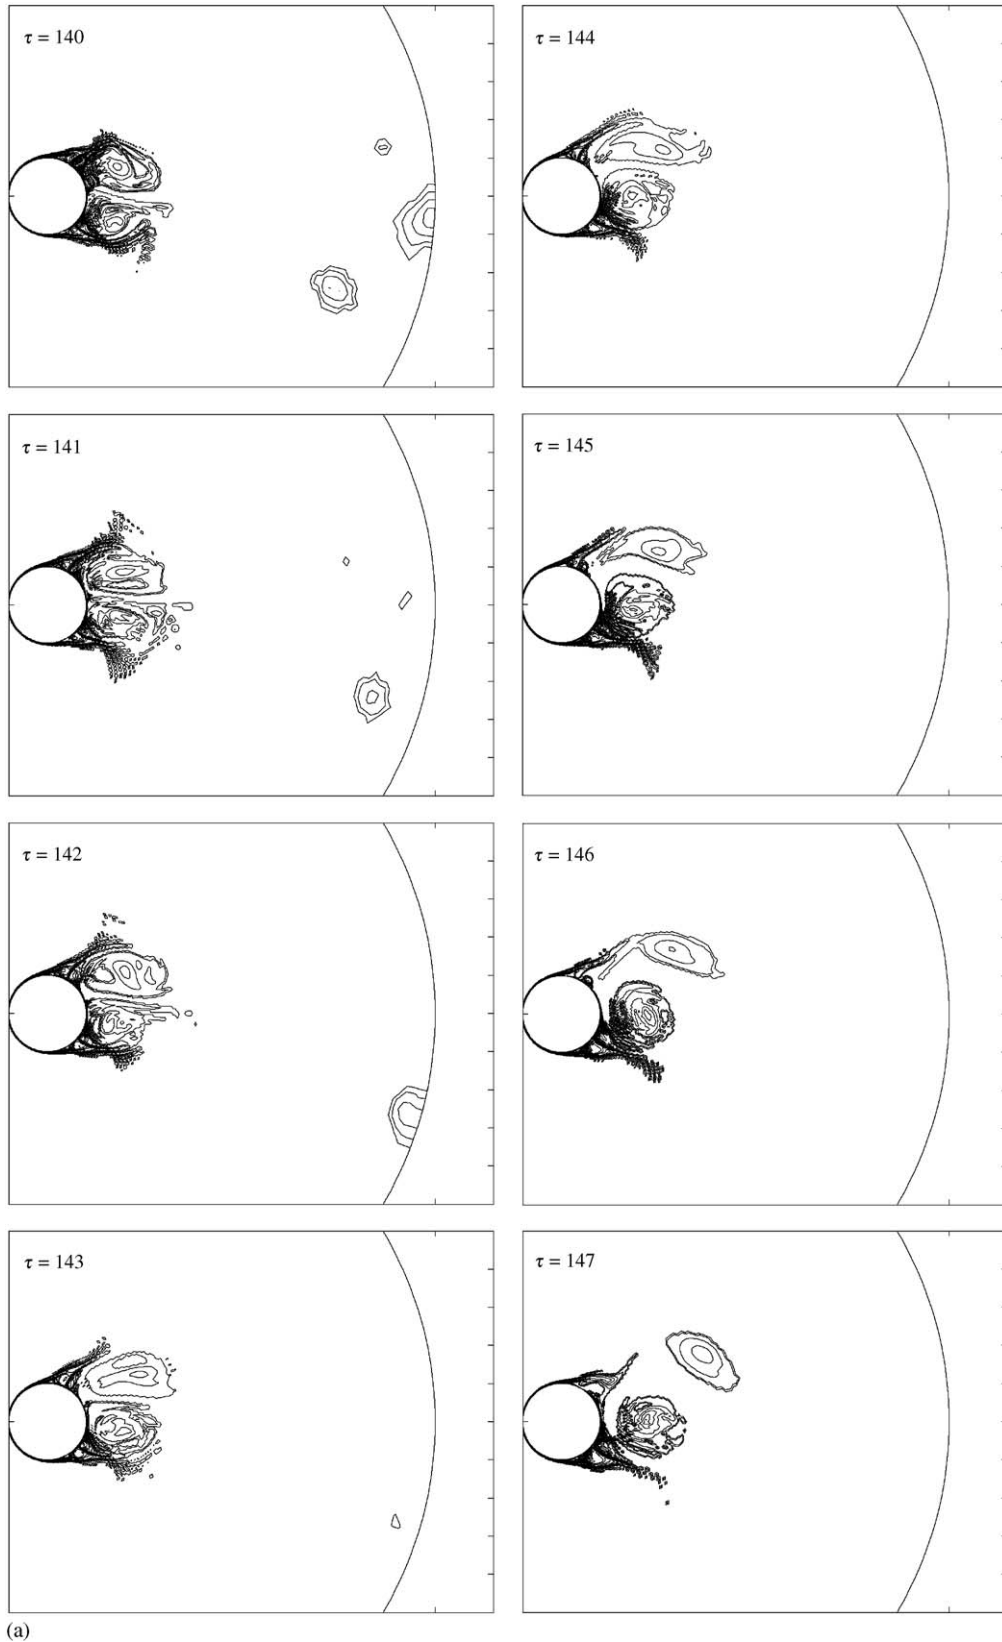 τ = 140
τ = 144
τ = 141
τ = 145
τ = 142
τ = 146
τ = 143
τ = 147
(a)